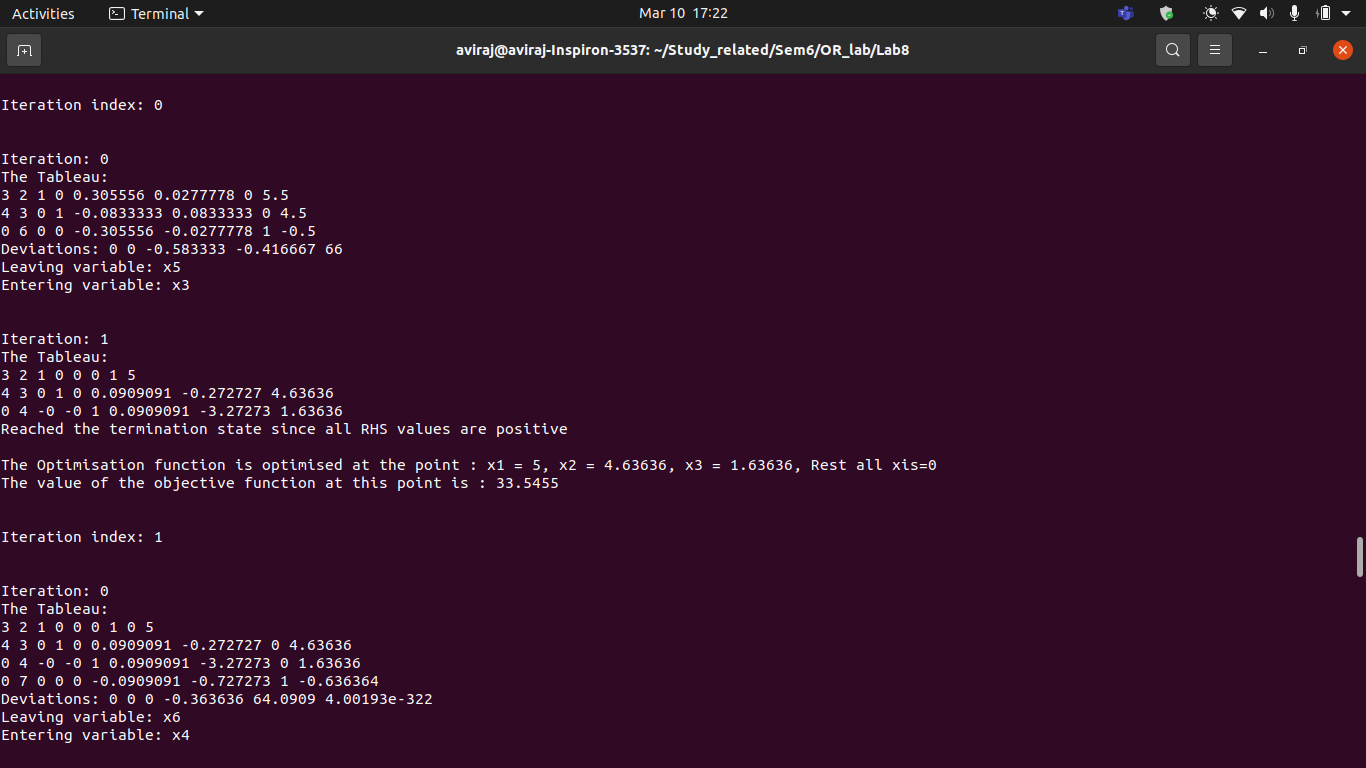 Activities Terminal Mar 10 17:22
aviraj@aviraj-Inspiron-3537: ~/Study_related/Sem6/OR_lab/Lab8
Iteration index: 0
Iteration: 0
The Tableau:
3 2 1 0 0.305556 0.0277778 0 5.5
4 3 0 1 -0.0833333 0.0833333 0 4.5
0 6 0 0 -0.305556 -0.0277778 1 -0.5
Deviations: 0 0 -0.583333 -0.416667 66
Leaving variable: x5
Entering variable: x3
Iteration: 1
The Tableau:
3 2 1 0 0 0 1 5
4 3 0 1 0 0.0909091 -0.272727 4.63636
0 4 -0 -0 1 0.0909091 -3.27273 1.63636
Reached the termination state since all RHS values are positive
The Optimisation function is optimised at the point : x1 = 5, x2 = 4.63636, x3 = 1.63636, Rest all xis=0
The value of the objective function at this point is : 33.5455
Iteration index: 1
Iteration: 0
The Tableau:
3 2 1 0 0 0 1 0 5
4 3 0 1 0 0.0909091 -0.272727 0 4.63636
0 4 -0 -0 1 0.0909091 -3.27273 0 1.63636
0 7 0 0 0 -0.0909091 -0.727273 1 -0.636364
Deviations: 0 0 0 -0.363636 64.0909 4.00193e-322
Leaving variable: x6
Entering variable: x4